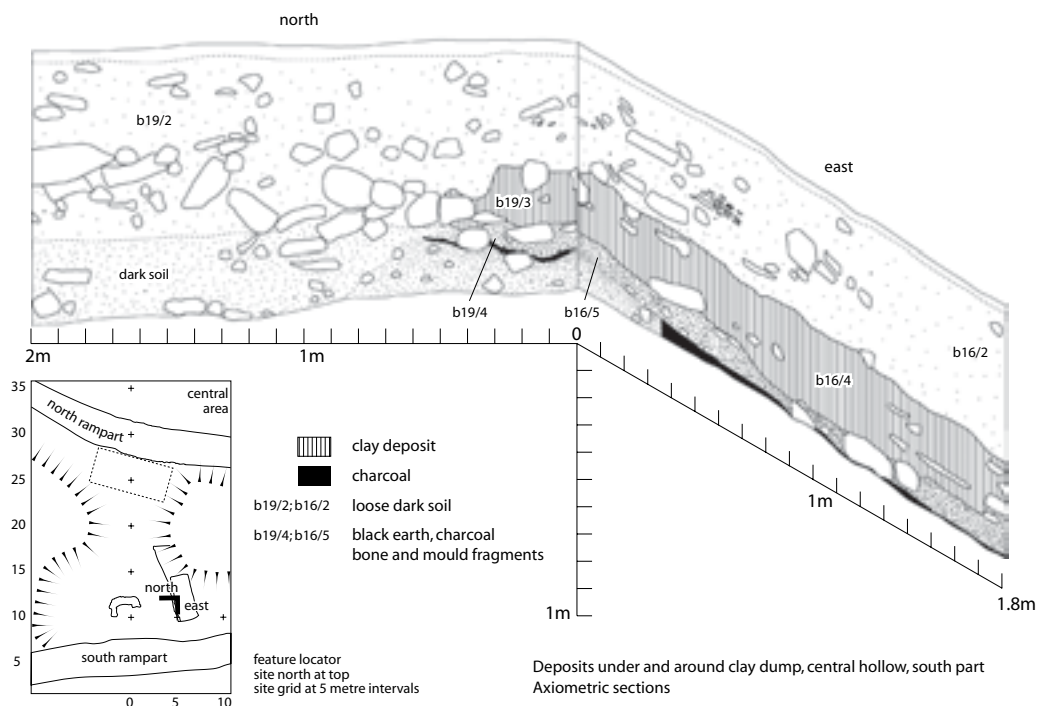 north
b19/2
east
b19/3
dark soil
b19/4
b16/5
b16/2
b16/4
2m
1m
0
1m
1.8m
1m
35
30
25
20
15
10
5
0
5
10
central
area
north rampart
north
east
south rampart
clay deposit
charcoal
b19/2;b16/2 loose dark soil
b19/4;b16/5 black earth, charcoal
bone and mould fragments
feature locator
site north at top
site grid at 5 metre intervals
Deposits under and around clay dump, central hollow, south part
Axiometric sections